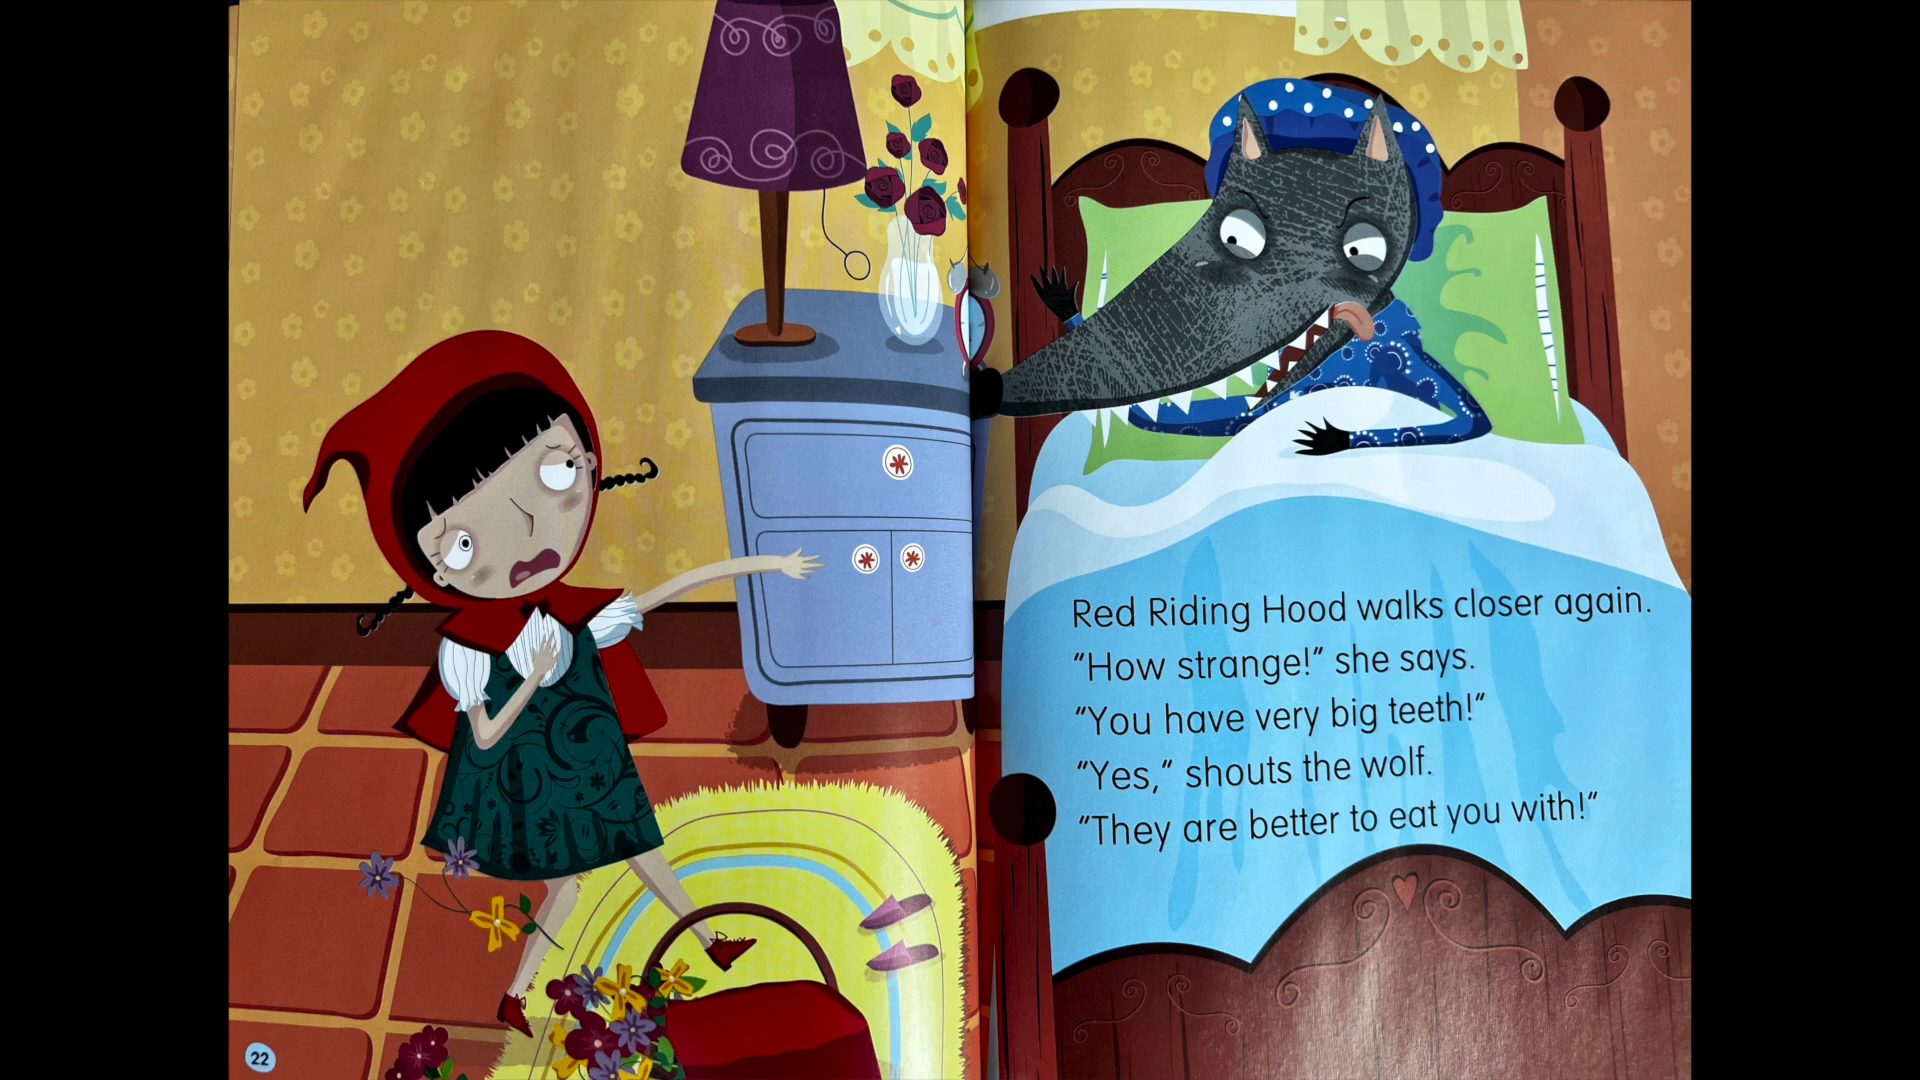 Red Riding Hood walks closer again.
"How strange!" she says.
"You have very big teeth!"
"Yes," shouts the wolf.
"They are better to eat you with!"
22